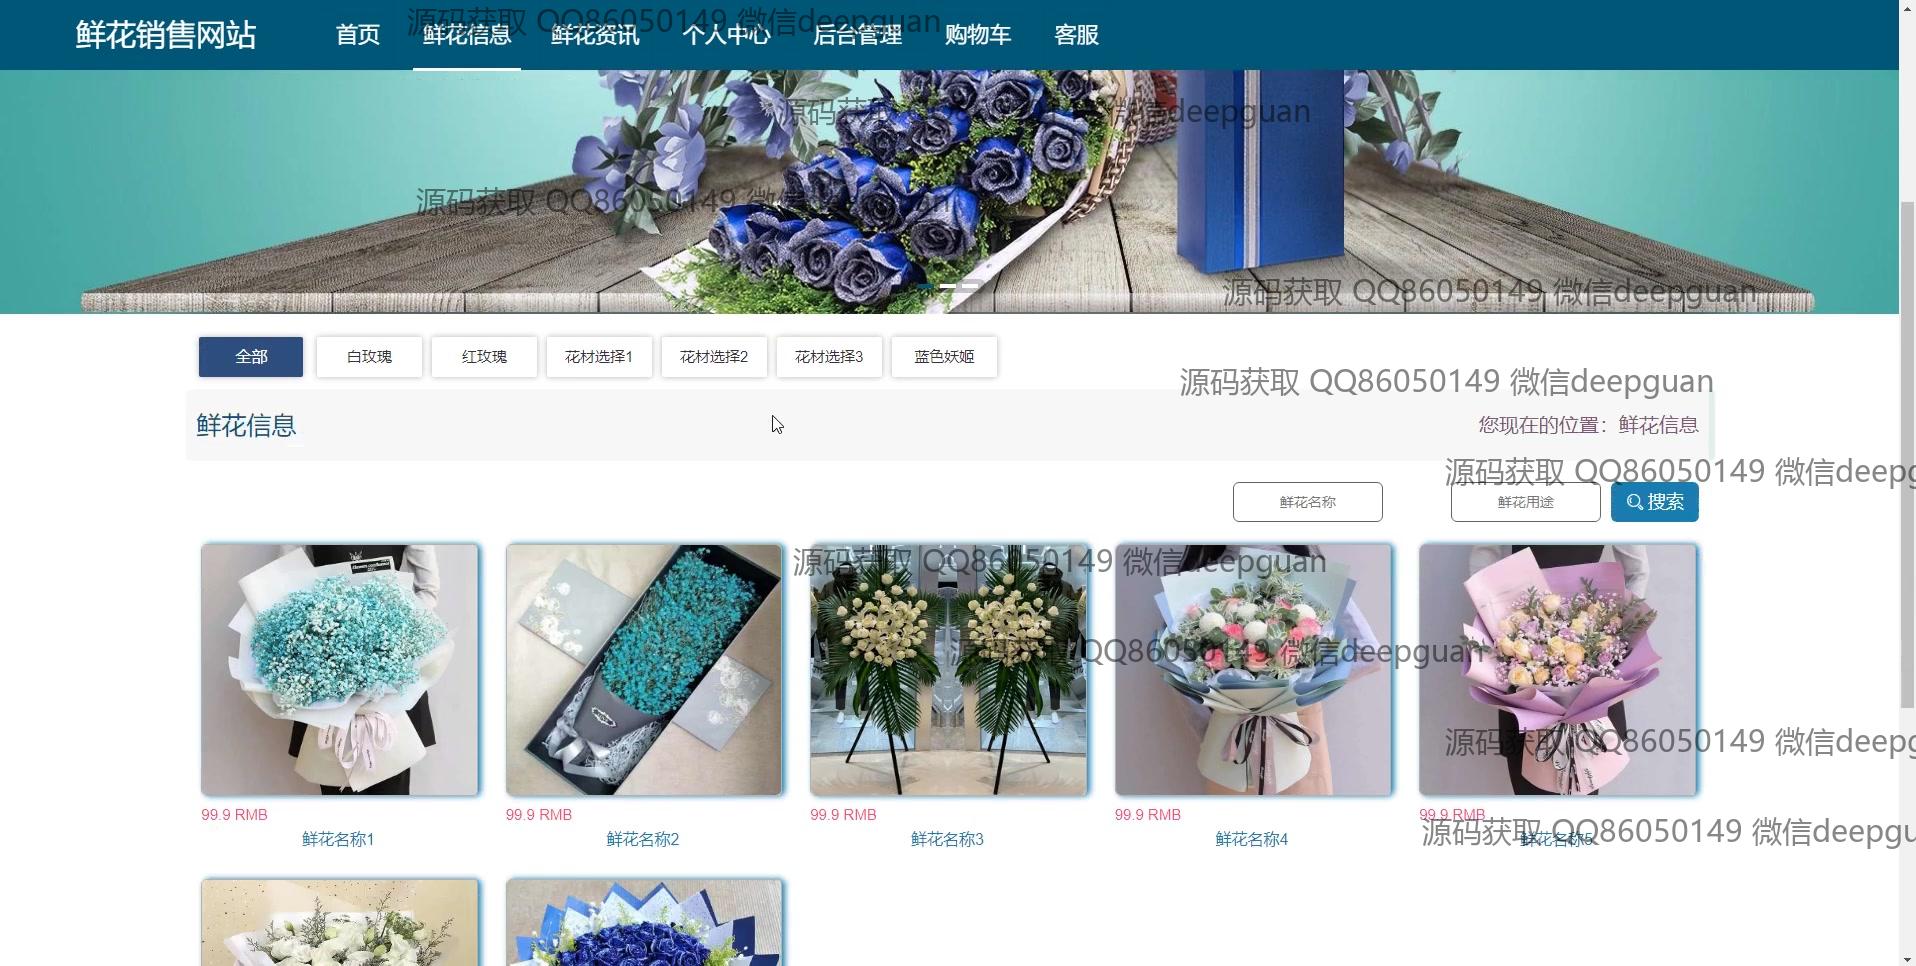 鲜花销售网站 首页 鲜花信息 鲜花资讯 个人中心 后台管理 购物车 客服
源码获取 QQ86050149 微信deepguan
源码获取 QQ86050149 微信deepguan
源码获取 QQ86050149 微信deepguan
源码获取 QQ86050149 微信deepguan
全部 白玫瑰 红玫瑰 花材选择1 花材选择2 花材选择3 蓝色妖姬
源码获取 QQ86050149 微信deepguan
鲜花信息 您现在的位置：鲜花信息
源码获取 QQ86050149 微信deepg
鲜花名称 鲜花用途 搜索
源码获取 QQ86050149 微信deepguan
源码获取 QQ86050149 微信deepguan
源码获取 QQ86050149 微信deepg
99.9 RMB 99.9 RMB 99.9 RMB 99.9 RMB 99.9 RMB
源码获取 QQ86050149 微信deepgu
鲜花名称1 鲜花名称2 鲜花名称3 鲜花名称4 鲜花名称5